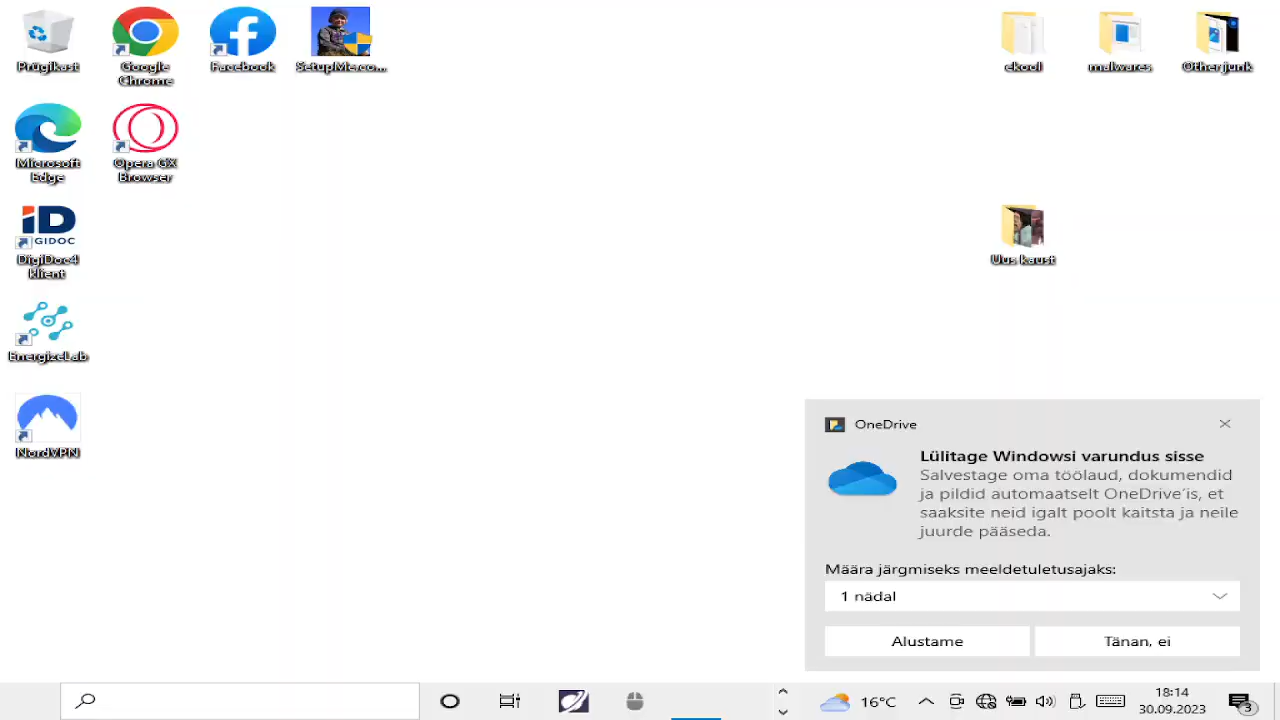 Prügikast
Google
Chrome
Facebook
SetupMe.co...
ekool
malwares
Other junk
Microsoft
Edge
Opera GX
Browser
iD
GIDOC
DigiDoc4
klient
Uus kaust
EnergizeLab
NordVPN
OneDrive
Lülitage Windowsi varundus sisse
Salvestage oma töölaud, dokumendid
ja pildid automaatselt OneDrive´is, et
saaksite neid igalt poolt kaitsta ja neile
juurde pääseda.
Määra järgmiseks meeldetuletusajaks:
1 nädal
Alustame
Tänan, ei
16°C
18:14
30.09.2023
3